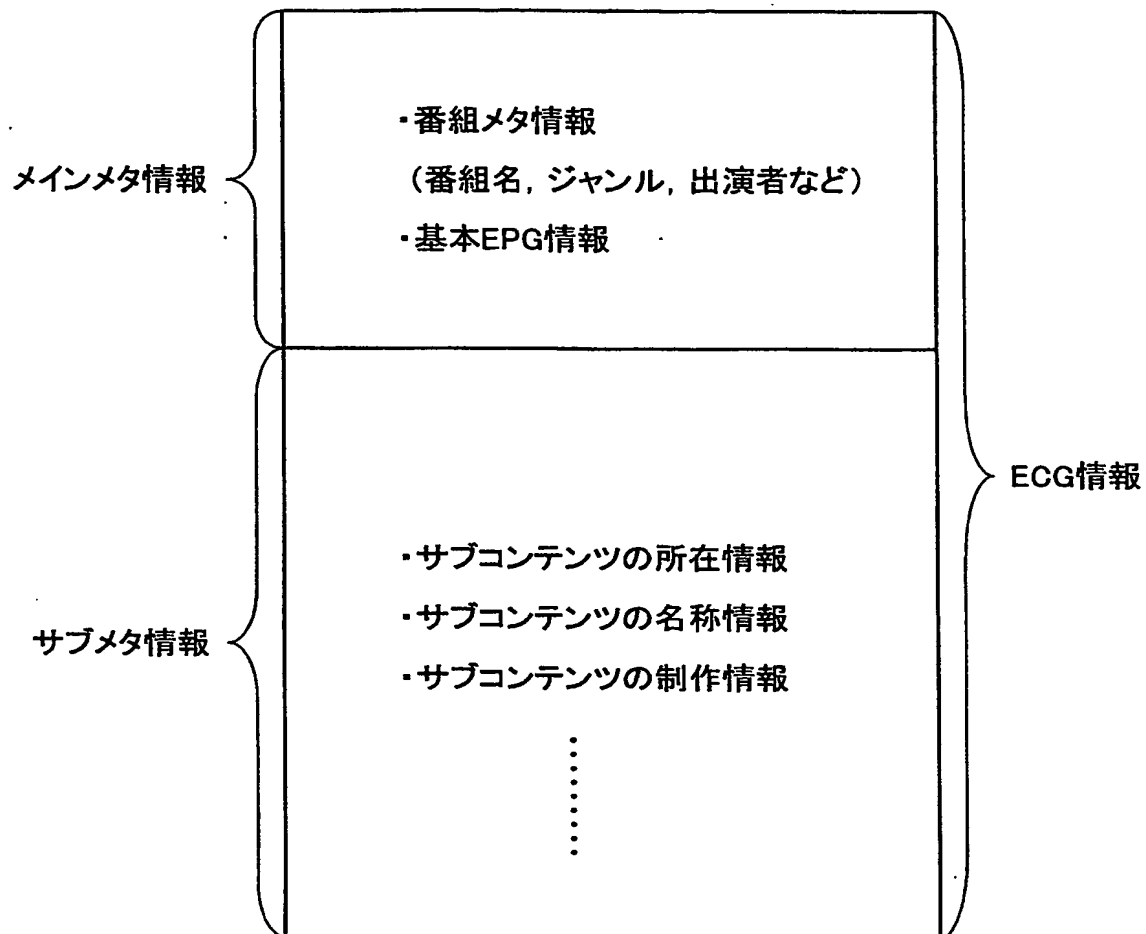 ・番組メタ情報
メインメタ情報
（番組名, ジャンル, 出演者など）
・基本EPG情報
ECG情報
・サブコンテンツの所在情報
・サブコンテンツの名称情報
サブメタ情報
・サブコンテンツの制作情報